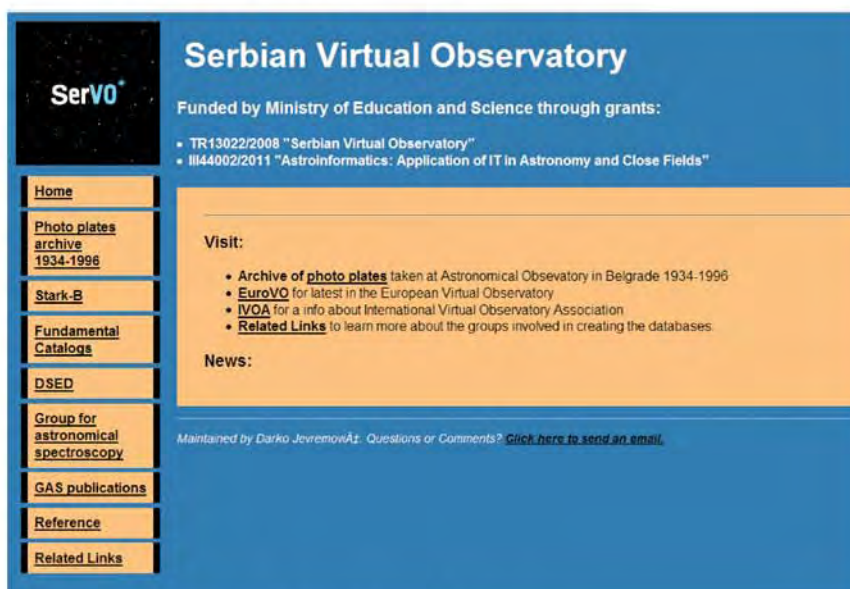 SerVO*
Serbian Virtual Observatory
Funded by Ministry of Education and Science through grants:
• TR13022/2008 "Serbian Virtual Observatory"
• III44002/2011 "Astroinformatics: Application of IT in Astronomy and Close Fields"
Home
Photo plates
archive
1934-1996
Stark-B
Fundamental
Catalogs
DSED
Group for
astronomical
spectroscopy
GAS publications
Reference
Related Links
Visit:
• Archive of photo plates taken at Astronomical Obsevatory in Belgrade 1934-1996
• EuroVO for latest in the European Virtual Observatory
• IVOA for a info about International Virtual Observatory Association
• Related Links to learn more about the groups involved in creating the databases.
News:
Maintained by Darko JevremovÄ‡. Questions or Comments? Click here to send an email.